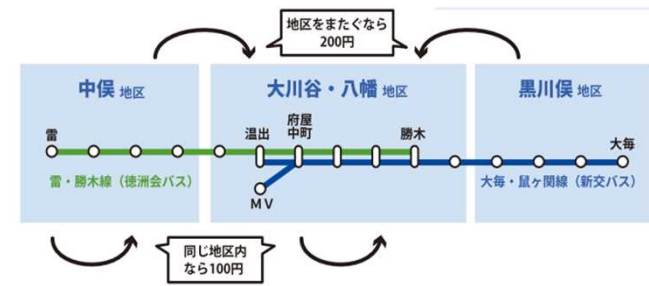 地区をまたぐなら
200円
中俣 地区
大川谷・八幡 地区
黒川俣 地区
雷
温出
府屋
中町
勝木
大毎
雷・勝木線（徳洲会バス）
大毎・鼠ヶ関線（新交バス）
MV
同じ地区内
なら100円